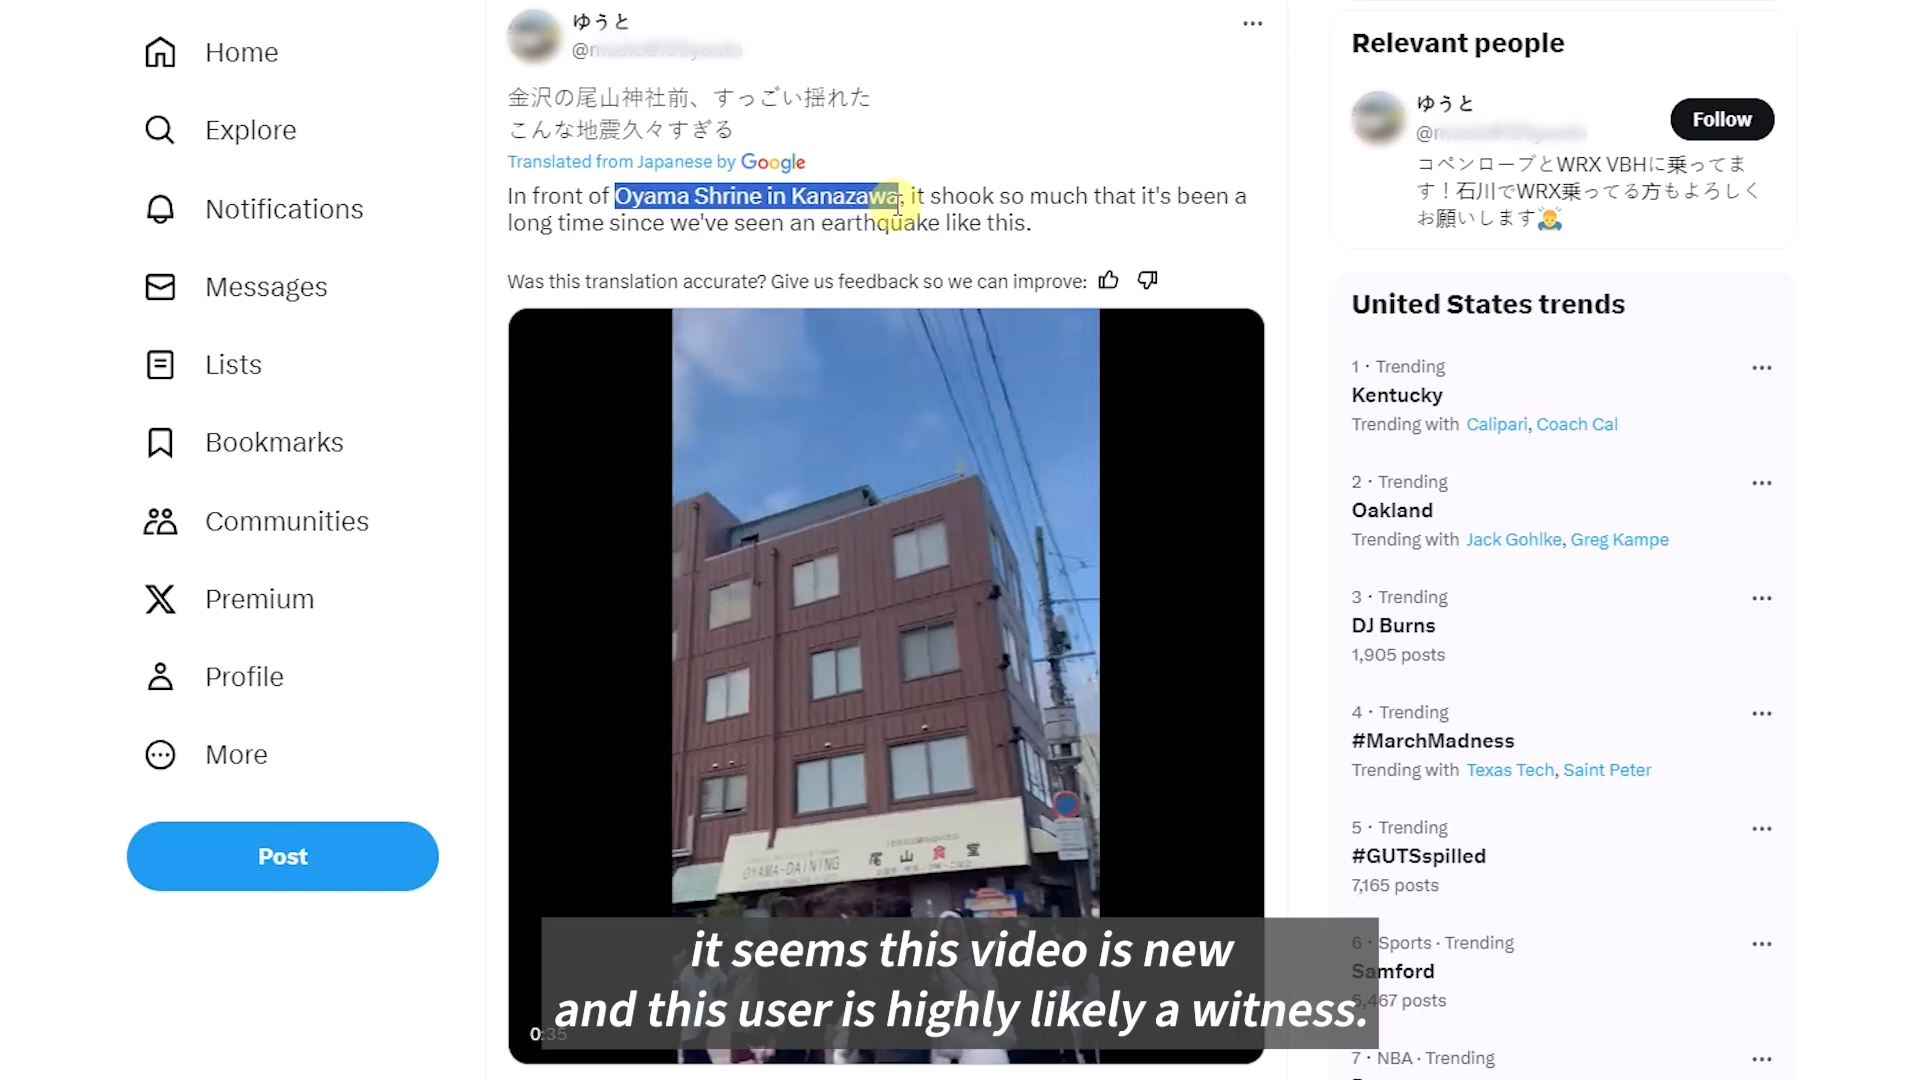 Home
Explore
Notifications
Messages
Lists
Bookmarks
Communities
Premium
Profile
More
Post
ゆうと
金沢の尾山神社前、すっごい揺れた
こんな地震久々すぎる
Translated from Japanese by Google
In front of Oyama Shrine in Kanazawa, it shook so much that it's been a
long time since we've seen an earthquake like this.
Was this translation accurate? Give us feedback so we can improve:
OYAMA-DAINING
尾山食堂
it seems this video is new
and this user is highly likely a witness.
0:35
Relevant people
ゆうと
Follow
コペンローブとWRX VBHに乗ってま
す！石川でWRX乗ってる方もよろしく
お願いします🙇
United States trends
1 · Trending
Kentucky
Trending with Calipari, Coach Cal
2 · Trending
Oakland
Trending with Jack Gohlke, Greg Kampe
3 · Trending
DJ Burns
1,905 posts
4 · Trending
#MarchMadness
Trending with Texas Tech, Saint Peter
5 · Trending
#GUTSspilled
7,165 posts
6 · Sports · Trending
Samford
6,467 posts
7 · NBA · Trending